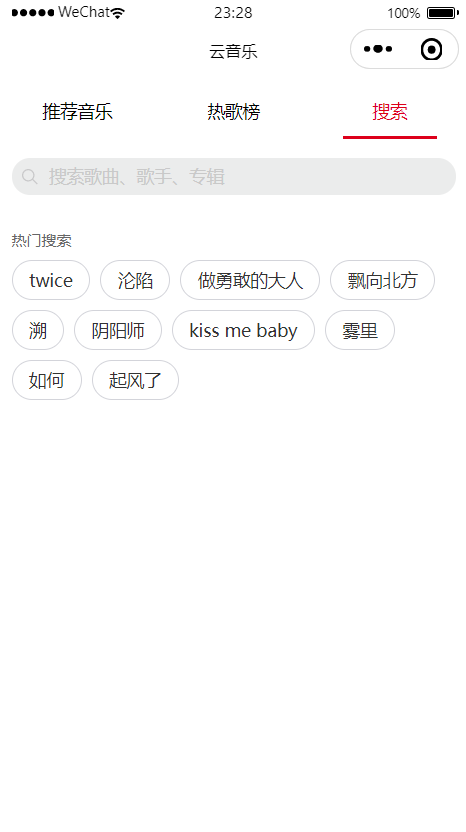 WeChat 23:28 100%
云音乐
推荐音乐 热歌榜 搜索
搜索歌曲、歌手、专辑
热门搜索
twice 沦陷 做勇敢的大人 飘向北方
溯 阴阳师 kiss me baby 雾里
如何 起风了